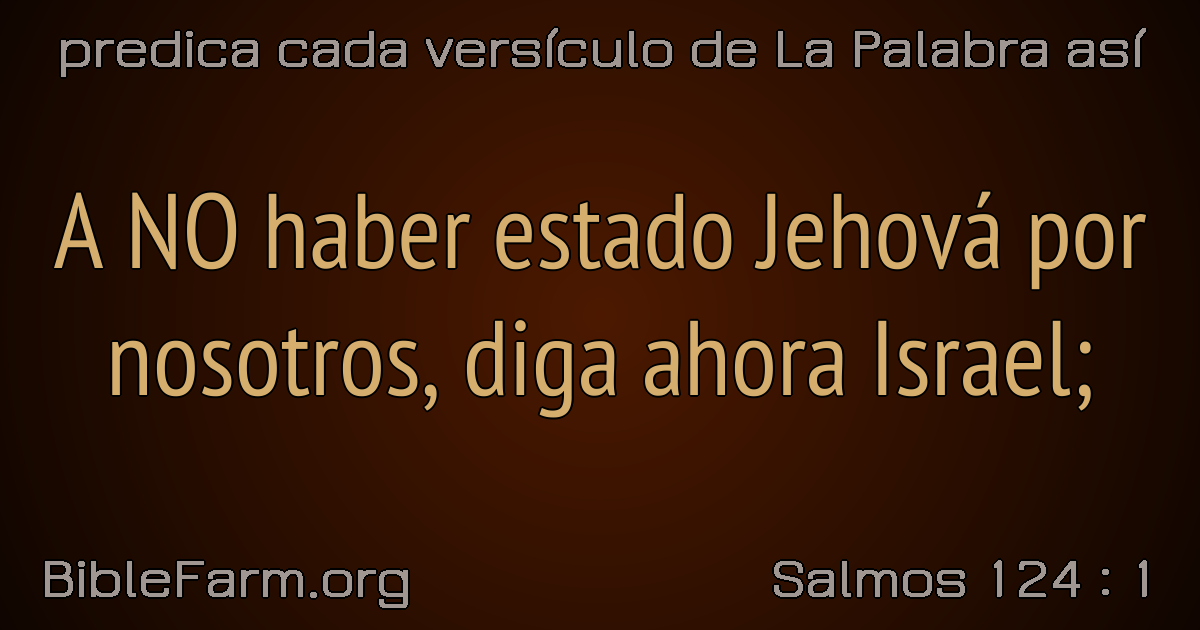 predica cada versículo de La Palabra así
A NO haber estado Jehová por
nosotros, diga ahora Israel;
BibleFarm.org
Salmos 124 : 1